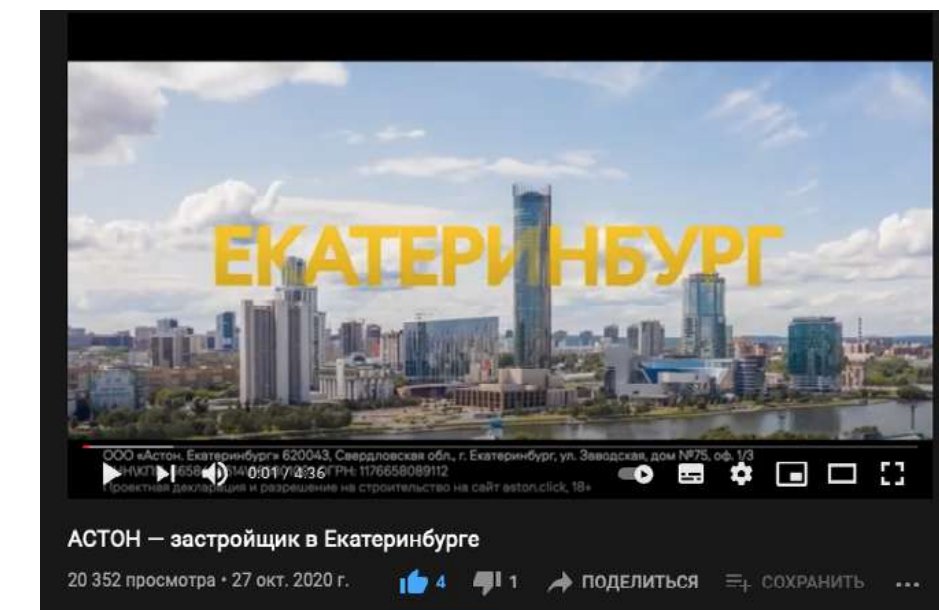 ЕКАТЕРИНБУРГ
ООО «Астон. Екатеринбург» 620043, Свердловская обл., г. Екатеринбург, ул. Заводская, дом №75, оф. 1/3
0:01 / 4:36 ОГРН: 1176658089112
Проектная декларация и разрешение на строительство на сайт aston.click, 18+
АСТОН — застройщик в Екатеринбурге
20 352 просмотра • 27 окт. 2020 г. 4 1 ПОДЕЛИТЬСЯ СОХРАНИТЬ ...